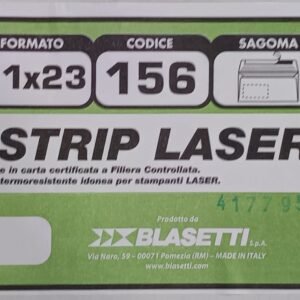 FORMATO CODICE SAGOMA
1x23 156
STRIP LASER
e in carta certificata a Filiera Controllata.
termoresistente idonea per stampanti LASER.
417795
Prodotto da
BLASETTI S.p.A.
Via Naro, 59 – 00071 Pomezia (RM) – MADE IN ITALY
www.blasetti.com